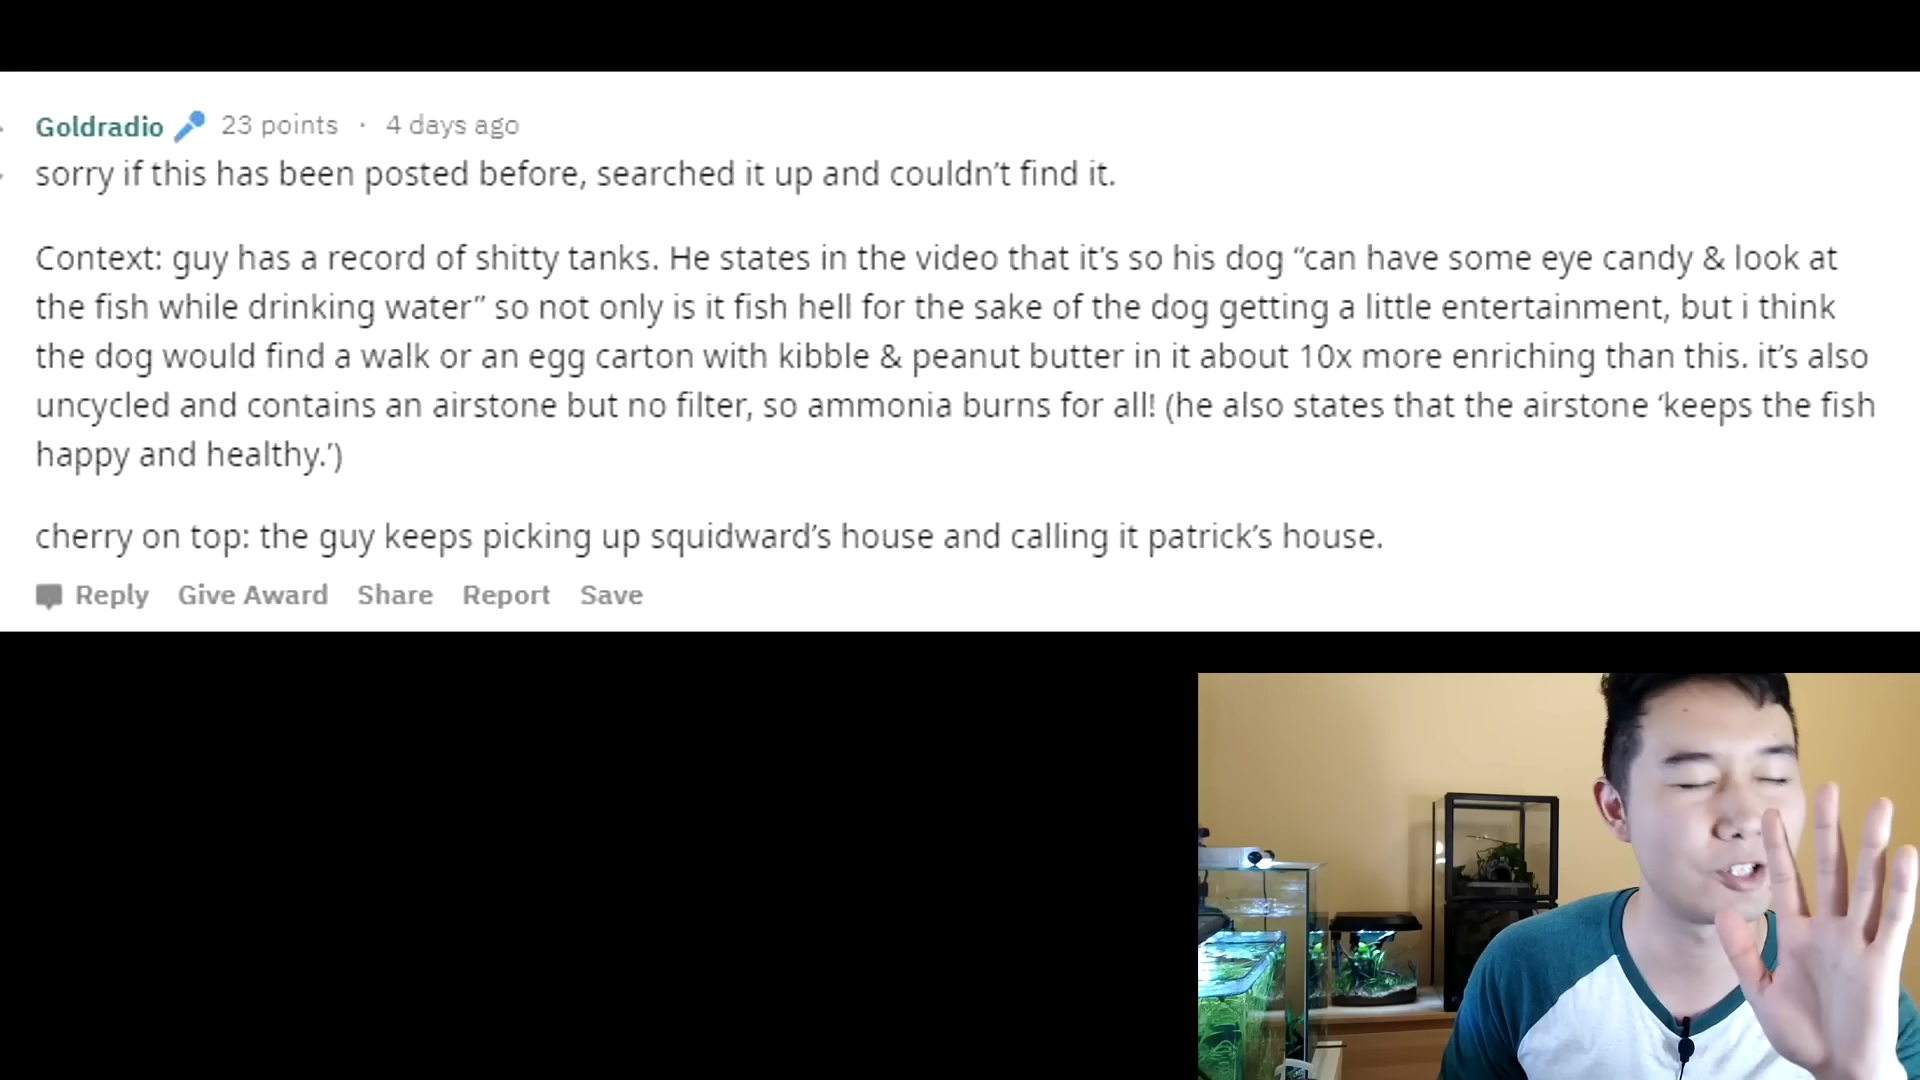 Goldradio 23 points · 4 days ago
sorry if this has been posted before, searched it up and couldn’t find it.
Context: guy has a record of shitty tanks. He states in the video that it’s so his dog “can have some eye candy & look at
the fish while drinking water” so not only is it fish hell for the sake of the dog getting a little entertainment, but i think
the dog would find a walk or an egg carton with kibble & peanut butter in it about 10x more enriching than this. it’s also
uncycled and contains an airstone but no filter, so ammonia burns for all! (he also states that the airstone ‘keeps the fish
happy and healthy.’)
cherry on top: the guy keeps picking up squidward’s house and calling it patrick’s house.
Reply Give Award Share Report Save